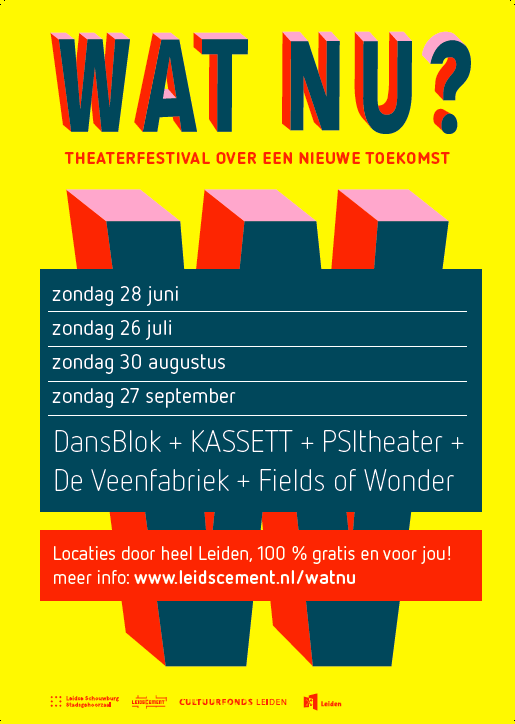 WAT NU?
THEATERFESTIVAL OVER EEN NIEUWE TOEKOMST
zondag 28 juni
zondag 26 juli
zondag 30 augustus
zondag 27 september
DansBlok + KASSETT + PSItheater +
De Veenfabriek + Fields of Wonder
Locaties door heel Leiden, 100 % gratis en voor jou!
meer info: www.leidscement.nl/watnu
Leidse Schouwburg
Stadsgehoorzaal
LEIDSCEMENT
CULTUURFONDS LEIDEN
Leiden